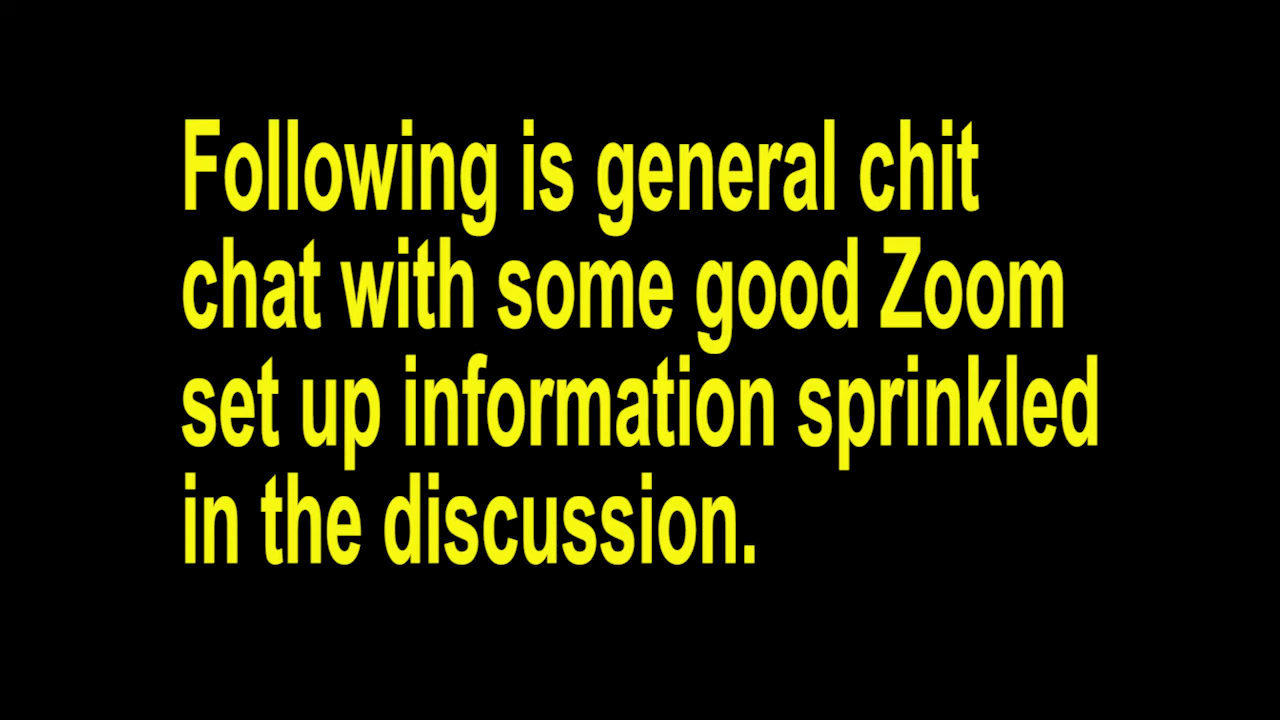 Following is general chit
chat with some good Zoom
set up information sprinkled
in the discussion.